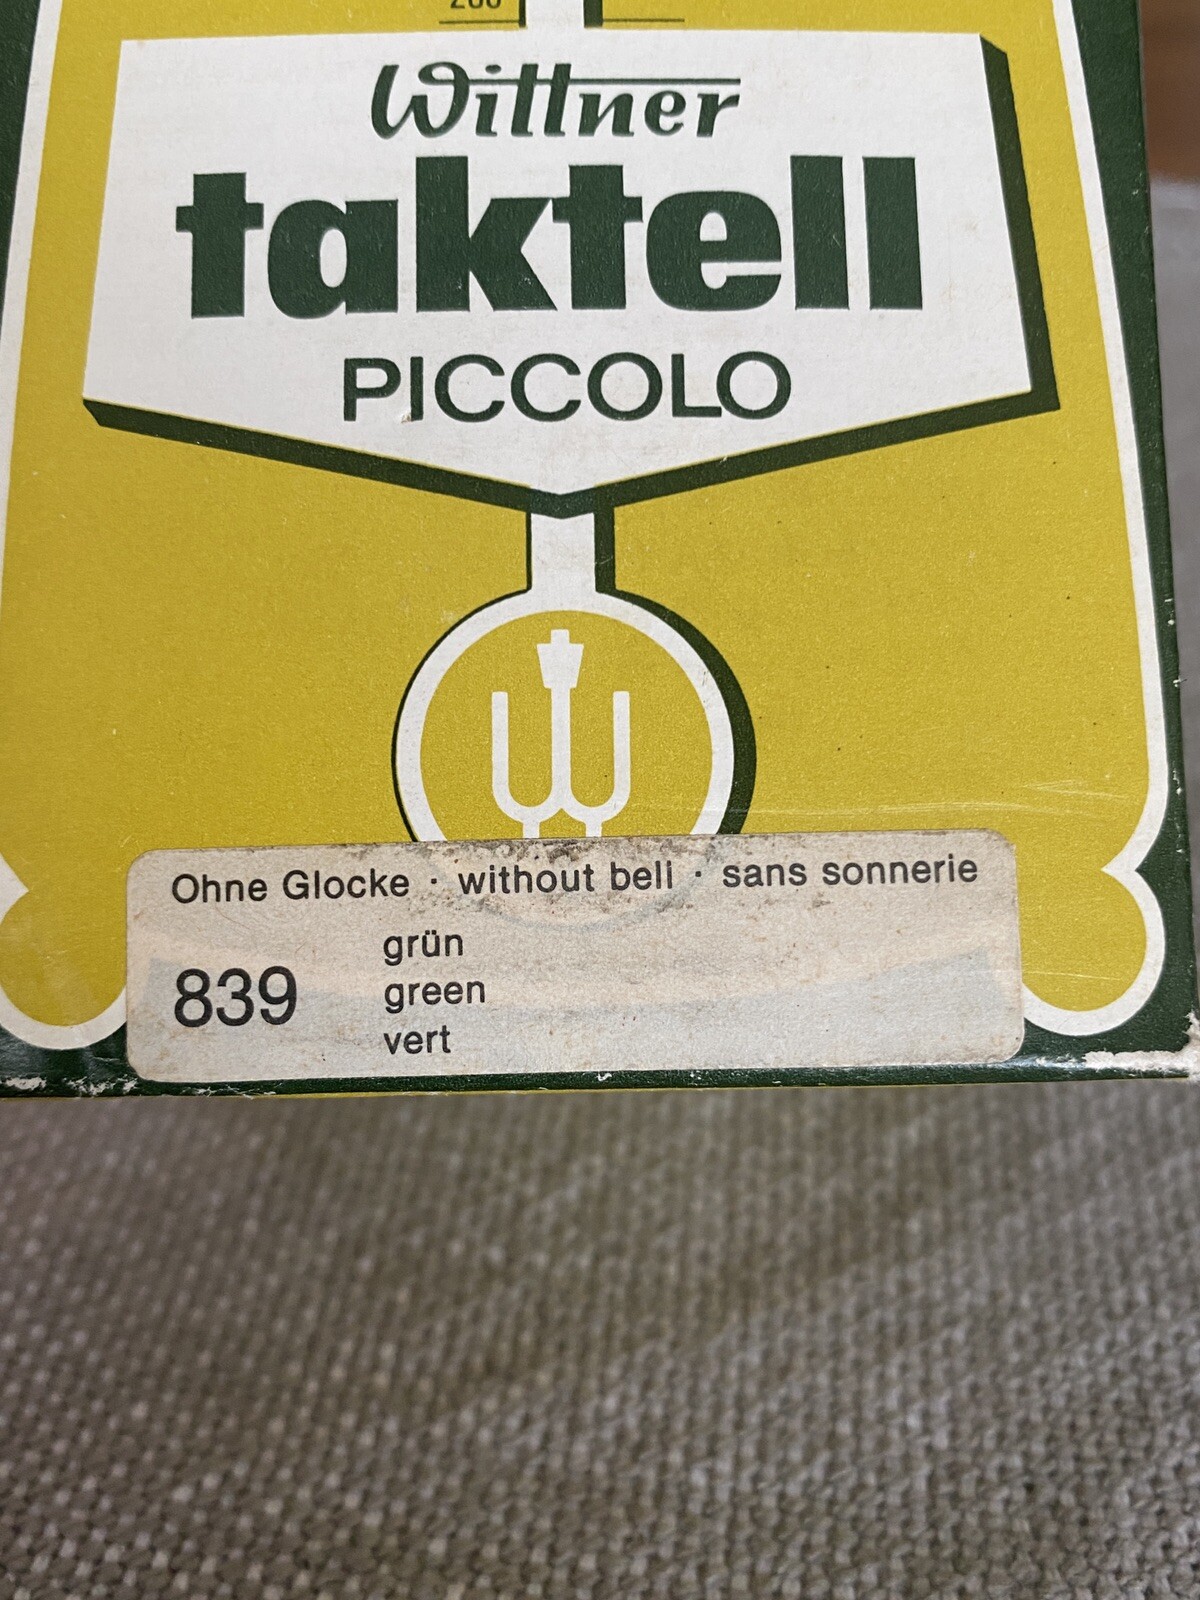 Wittner
taktell
PICCOLO
Ohne Glocke · without bell · sans sonnerie
grün
839 green
vert